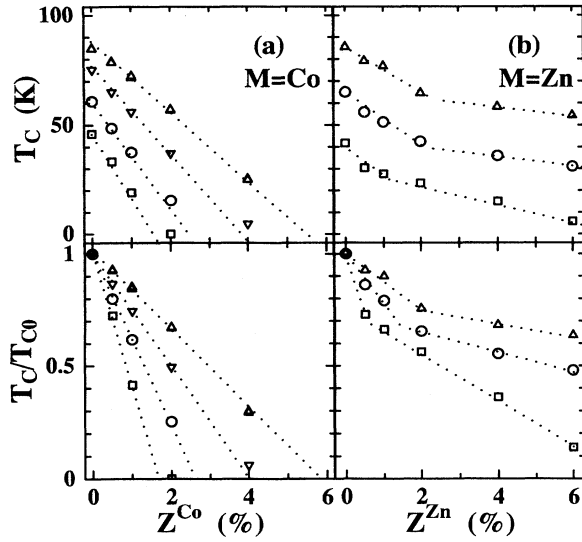 100
(a)
(b)
M=Co
M=Zn
T_C (K)
50
0
1
T_C/T_C0
0.5
0
0 2 4 6 0 2 4 6
Z^Co (%)
Z^Zn (%)